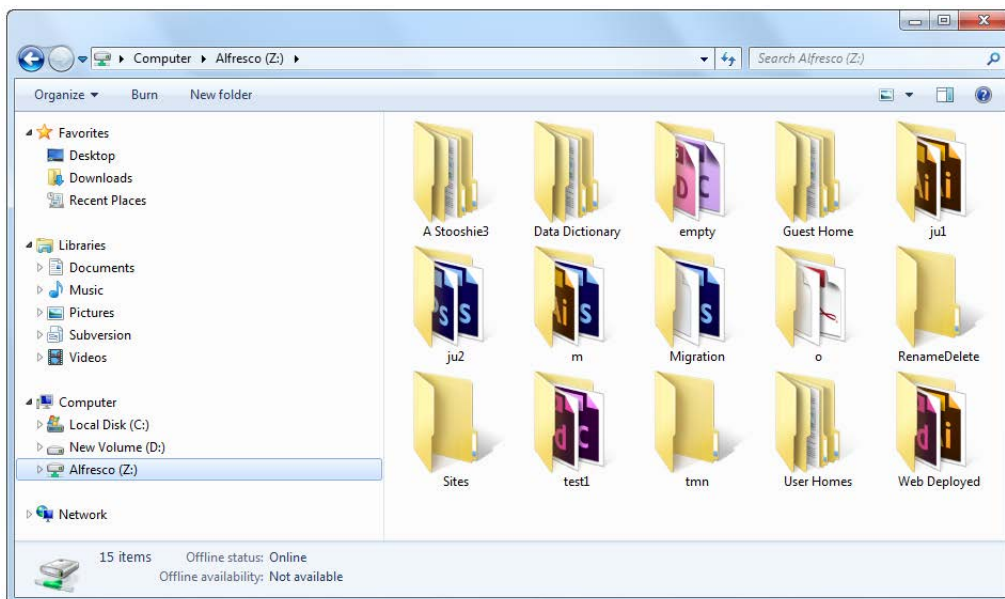 Computer Alfresco (Z:)
Search Alfresco (Z:)
Organize Burn New folder
Favorites
Desktop
Downloads
Recent Places
Libraries
Documents
Music
Pictures
Subversion
Videos
Computer
Local Disk (C:)
New Volume (D:)
Alfresco (Z:)
Network
A Stooshie3 Data Dictionary empty Guest Home ju1
ju2 m Migration o RenameDelete
Sites test1 tmn User Homes Web Deployed
15 items Offline status: Online
Offline availability: Not available